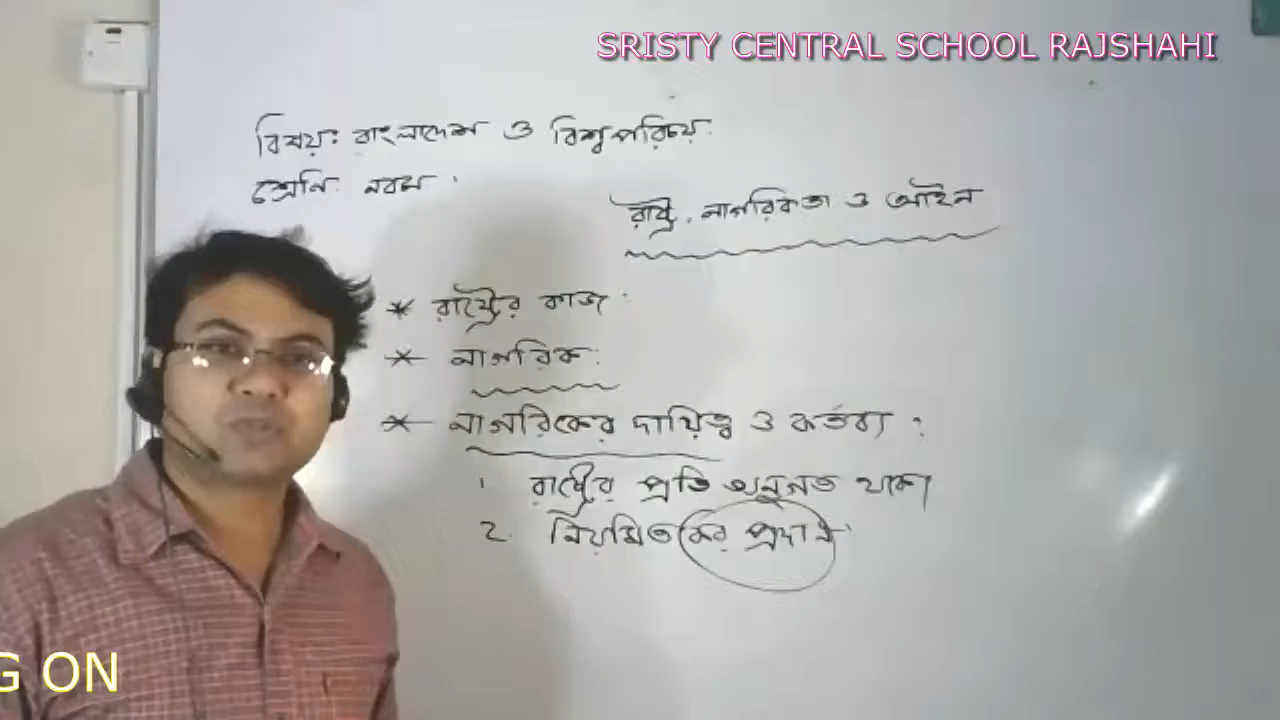 SRISTY CENTRAL SCHOOL RAJSHAHI
বিষয়: বাংলাদেশ ও বিশ্বপরিচয়.
শ্রেনি: নবম.
রাষ্ট্র, নাগরিকতা ও আইন
* রাষ্ট্রের কাজ.
* নাগরিক:
* নাগরিকের দায়িত্ব ও কর্তব্য:
১. রাষ্ট্রের প্রতি অনুগত থাকা
২. নিয়মিত কর প্রদান.
G ON